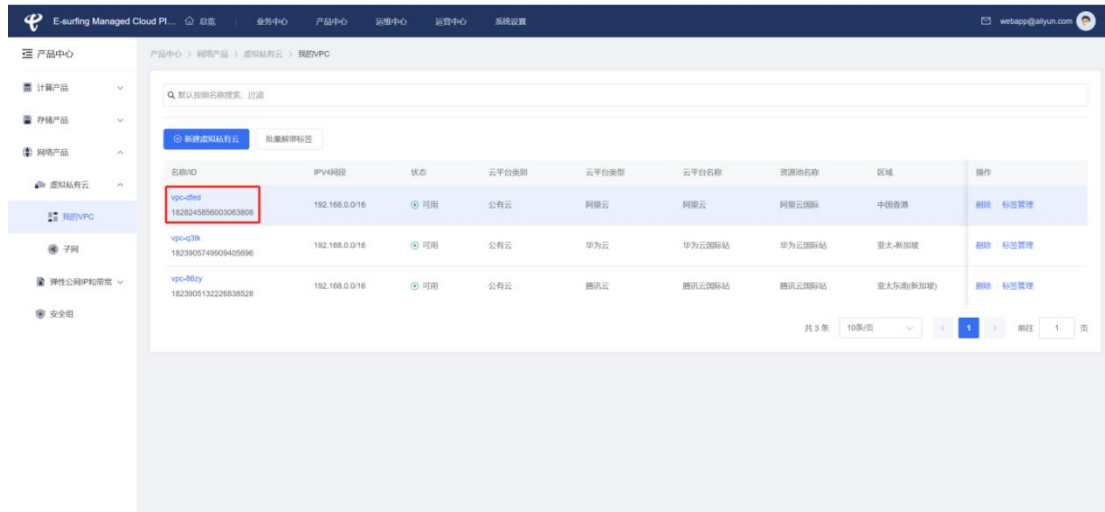 E-surfing Managed Cloud Pl... 总览 业务中心 产品中心 运维中心 运营中心 系统设置 webapp@aliyun.com
产品中心
产品中心 > 网络产品 > 虚拟私有云 > 我的VPC
计算产品
存储产品
网络产品
虚拟私有云
我的VPC
子网
弹性公网IP和带宽
安全组
默认按照名称搜索、过滤
新建虚拟私有云 批量解绑标签
名称/ID IPV4网段 状态 云平台类别 云平台类型 云平台名称 资源池名称 区域 操作
vpc-dfed
1828245856003063808 192.168.0.0/16 可用 公有云 阿里云 阿里云 阿里云国际 中国香港 删除 标签管理
vpc-q3tk
1823905749909405696 192.168.0.0/16 可用 公有云 华为云 华为云国际站 华为云国际站 亚太-新加坡 删除 标签管理
vpc-86zy
1823905132226838528 192.168.0.0/16 可用 公有云 腾讯云 腾讯云国际站 腾讯云国际站 亚太东南(新加坡) 删除 标签管理
共 3 条 10条/页 1 前往 1 页